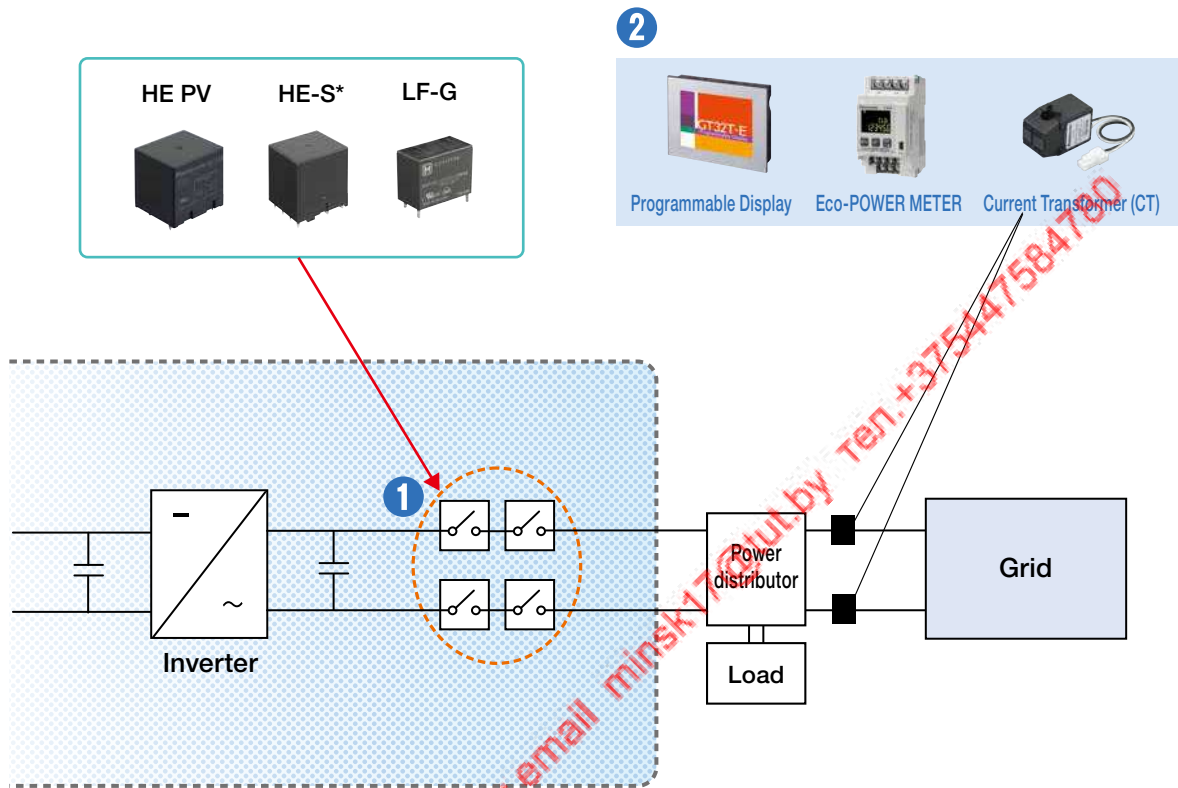 2
HE PV
HE-S*
LF-G
GT32T-E
Programmable Display
Eco-POWER METER
Current Transformer (CT)
1
−
~
Inverter
Power
distributor
Load
Grid
email minsk17@tut.by тел.+375447584780